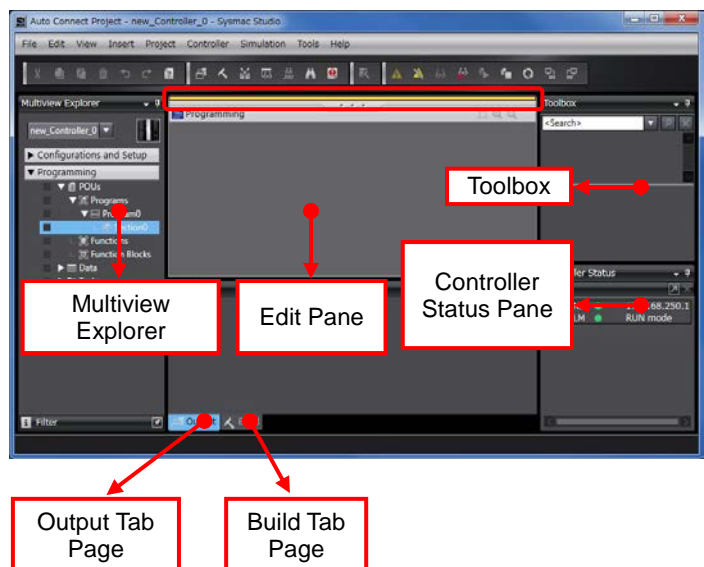 Auto Connect Project - new_Controller_0 - Sysmac Studio
File Edit View Insert Project Controller Simulation Tools Help
Multiview Explorer
Toolbox
new_Controller_0
Programming
<Search>
Configurations and Setup
Programming
POUs
Programs
Functions
Function Blocks
Data
Toolbox
Controller
Status Pane
Status
Multiview
Explorer
Edit Pane
RUN mode
Filter
Output Tab
Page
Build Tab
Page